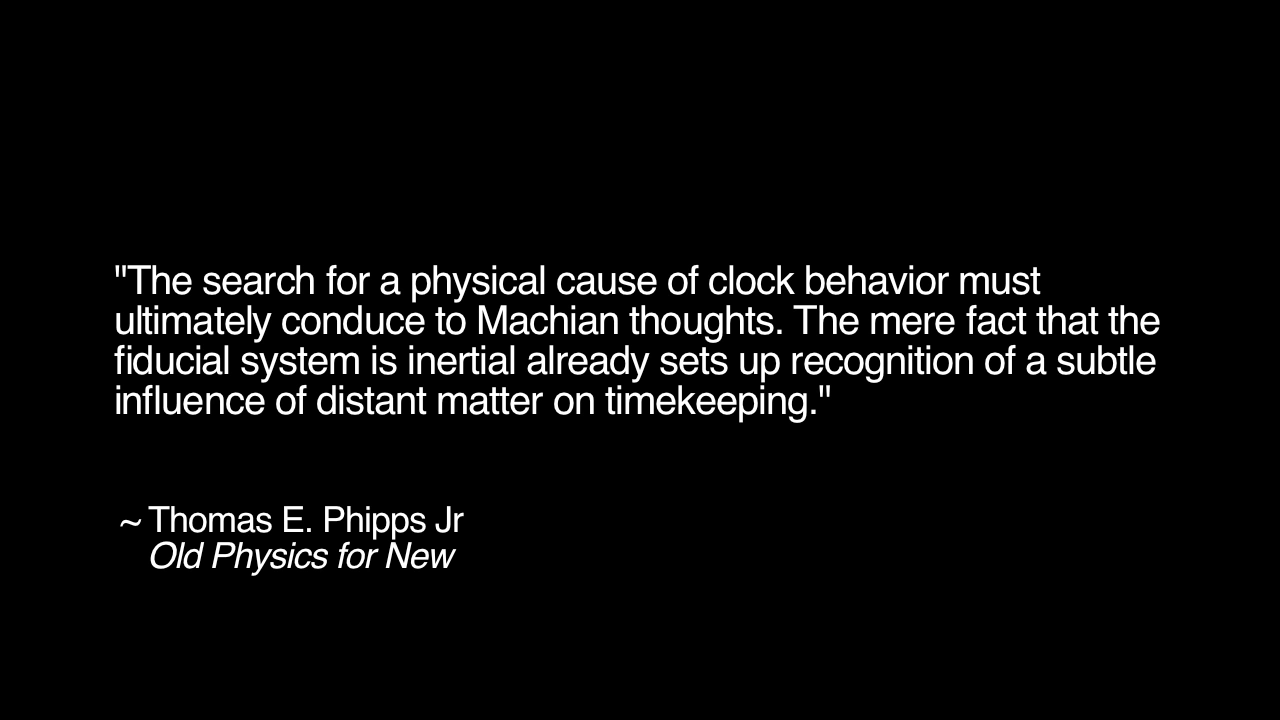 "The search for a physical cause of clock behavior must
ultimately conduce to Machian thoughts. The mere fact that the
fiducial system is inertial already sets up recognition of a subtle
influence of distant matter on timekeeping."
~ Thomas E. Phipps Jr
Old Physics for New